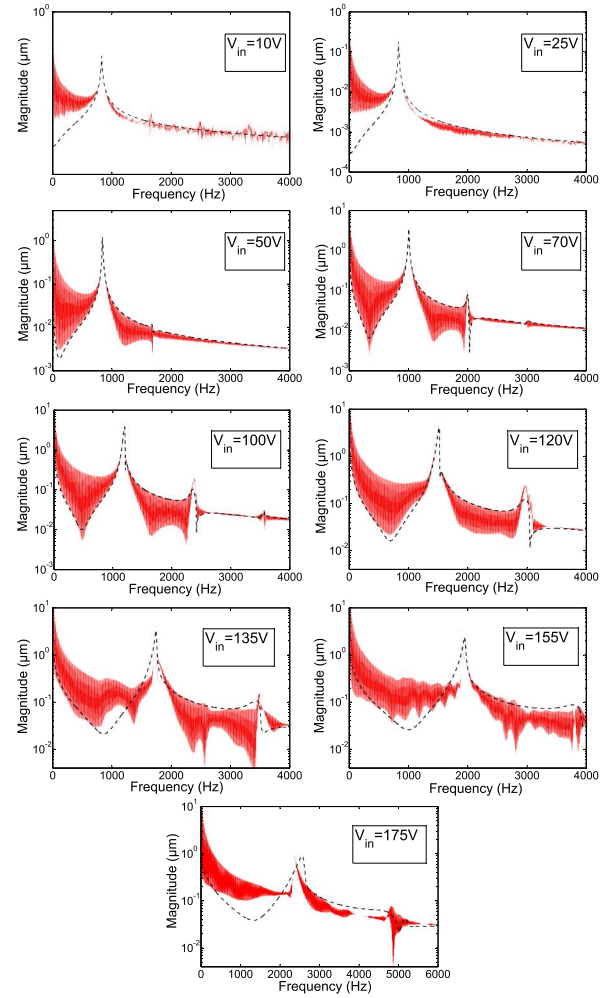 10⁰
Magnitude (µm)
V_in=10V
0 1000 2000 3000 4000
Frequency (Hz)
10¹
10⁰
10⁻¹
10⁻²
10⁻³
10⁻⁴
Magnitude (µm)
V_in=25V
0 1000 2000 3000 4000
Frequency (Hz)
10⁰
10⁻¹
10⁻²
10⁻³
Magnitude (µm)
V_in=50V
0 1000 2000 3000 4000
Frequency (Hz)
10¹
10⁰
10⁻¹
10⁻²
10⁻³
Magnitude (µm)
V_in=70V
0 1000 2000 3000 4000
Frequency (Hz)
10¹
10⁰
10⁻¹
10⁻²
10⁻³
Magnitude (µm)
V_in=100V
0 1000 2000 3000 4000
Frequency (Hz)
10¹
10⁰
10⁻¹
10⁻²
Magnitude (µm)
V_in=120V
0 1000 2000 3000 4000
Frequency (Hz)
10¹
10⁰
10⁻¹
10⁻²
Magnitude (µm)
V_in=135V
0 1000 2000 3000 4000
Frequency (Hz)
10¹
10⁰
10⁻¹
10⁻²
Magnitude (µm)
V_in=155V
0 1000 2000 3000 4000
Frequency (Hz)
10¹
10⁰
10⁻¹
10⁻²
Magnitude (µm)
V_in=175V
0 1000 2000 3000 4000 5000 6000
Frequency (Hz)